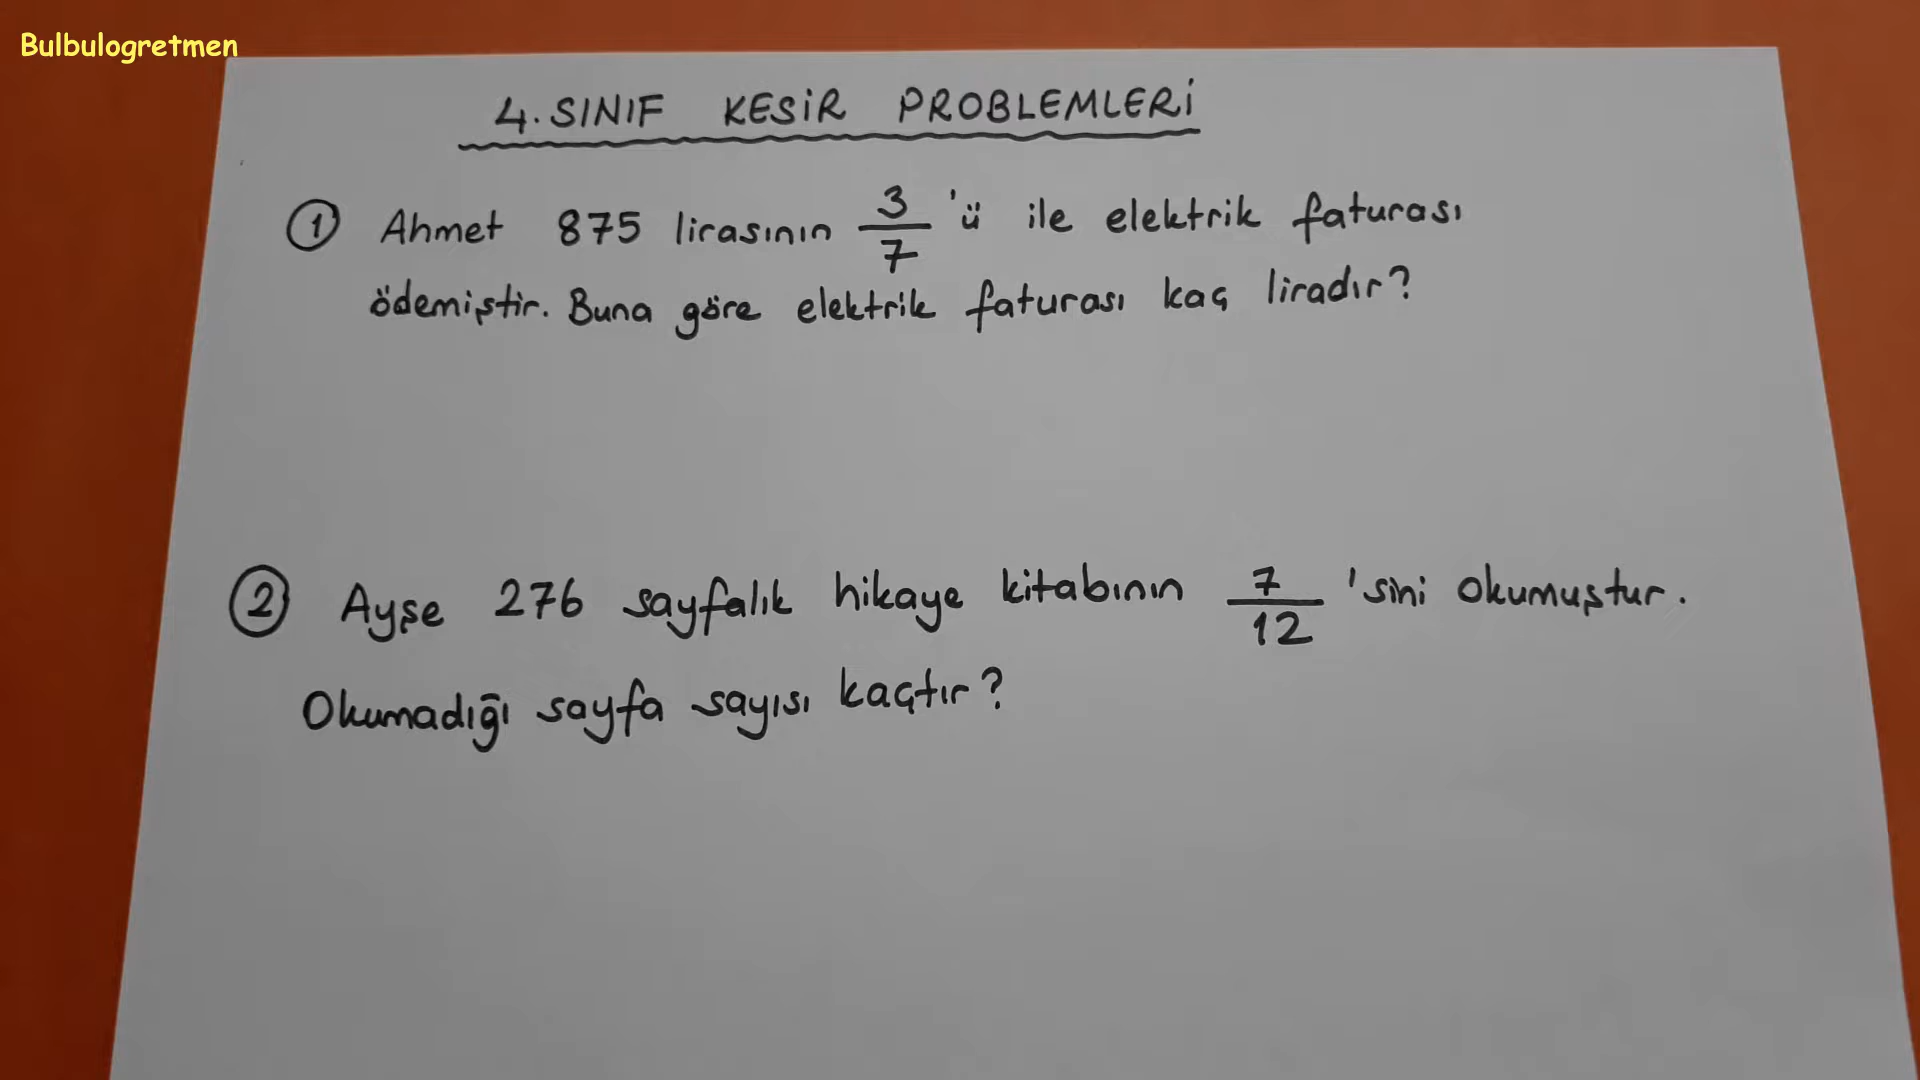 Bulbulogretmen
4. SINIF KESİR PROBLEMLERİ
1 Ahmet 875 lirasının 3/7 'ü ile elektrik faturası
ödemiştir. Buna göre elektrik faturası kaç liradır?
2 Ayşe 276 sayfalık hikaye kitabının 7/12 'sini okumuştur.
Okumadığı sayfa sayısı kaçtır?